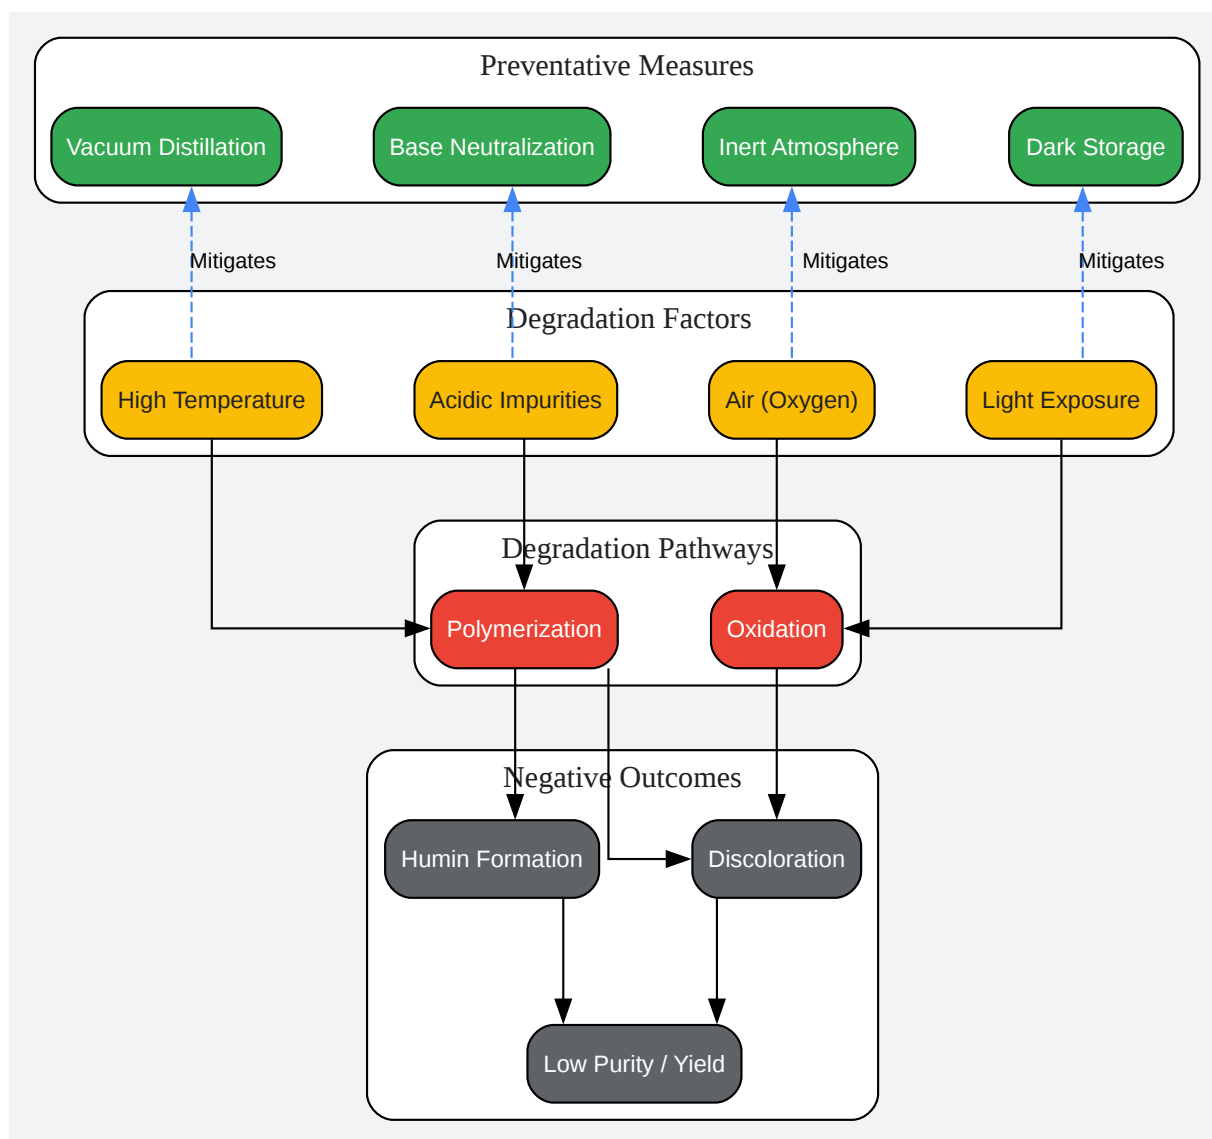 Preventative Measures
Vacuum Distillation
Base Neutralization
Inert Atmosphere
Dark Storage
Mitigates
Mitigates
Mitigates
Mitigates
Degradation Factors
High Temperature
Acidic Impurities
Air (Oxygen)
Light Exposure
Degradation Pathways
Polymerization
Oxidation
Negative Outcomes
Humin Formation
Discoloration
Low Purity / Yield